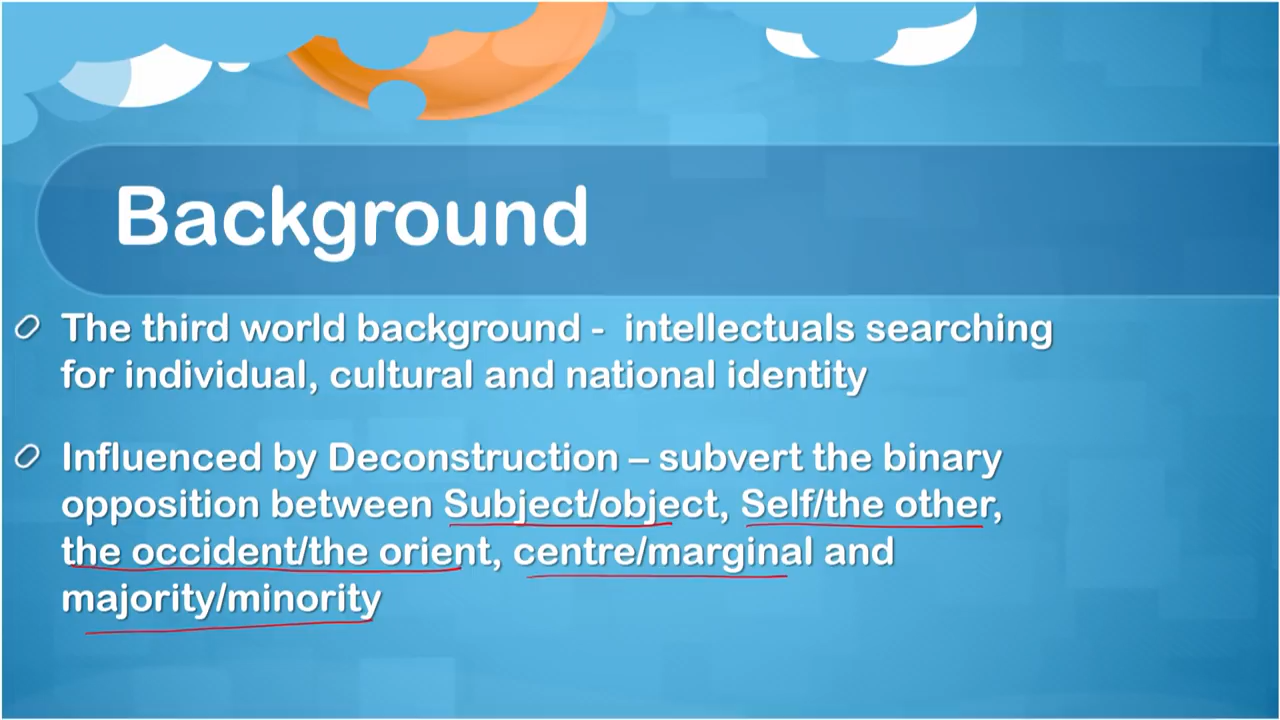 Background
The third world background -  intellectuals searching
for individual, cultural and national identity
Influenced by Deconstruction – subvert the binary
opposition between Subject/object, Self/the other,
the occident/the orient, centre/marginal and
majority/minority